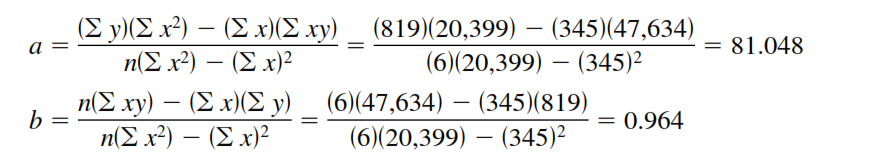 a = (Σ y)(Σ x²) − (Σ x)(Σ xy) / n(Σ x²) − (Σ x)² = (819)(20,399) − (345)(47,634) / (6)(20,399) − (345)² = 81.048
b = n(Σ xy) − (Σ x)(Σ y) / n(Σ x²) − (Σ x)² = (6)(47,634) − (345)(819) / (6)(20,399) − (345)² = 0.964